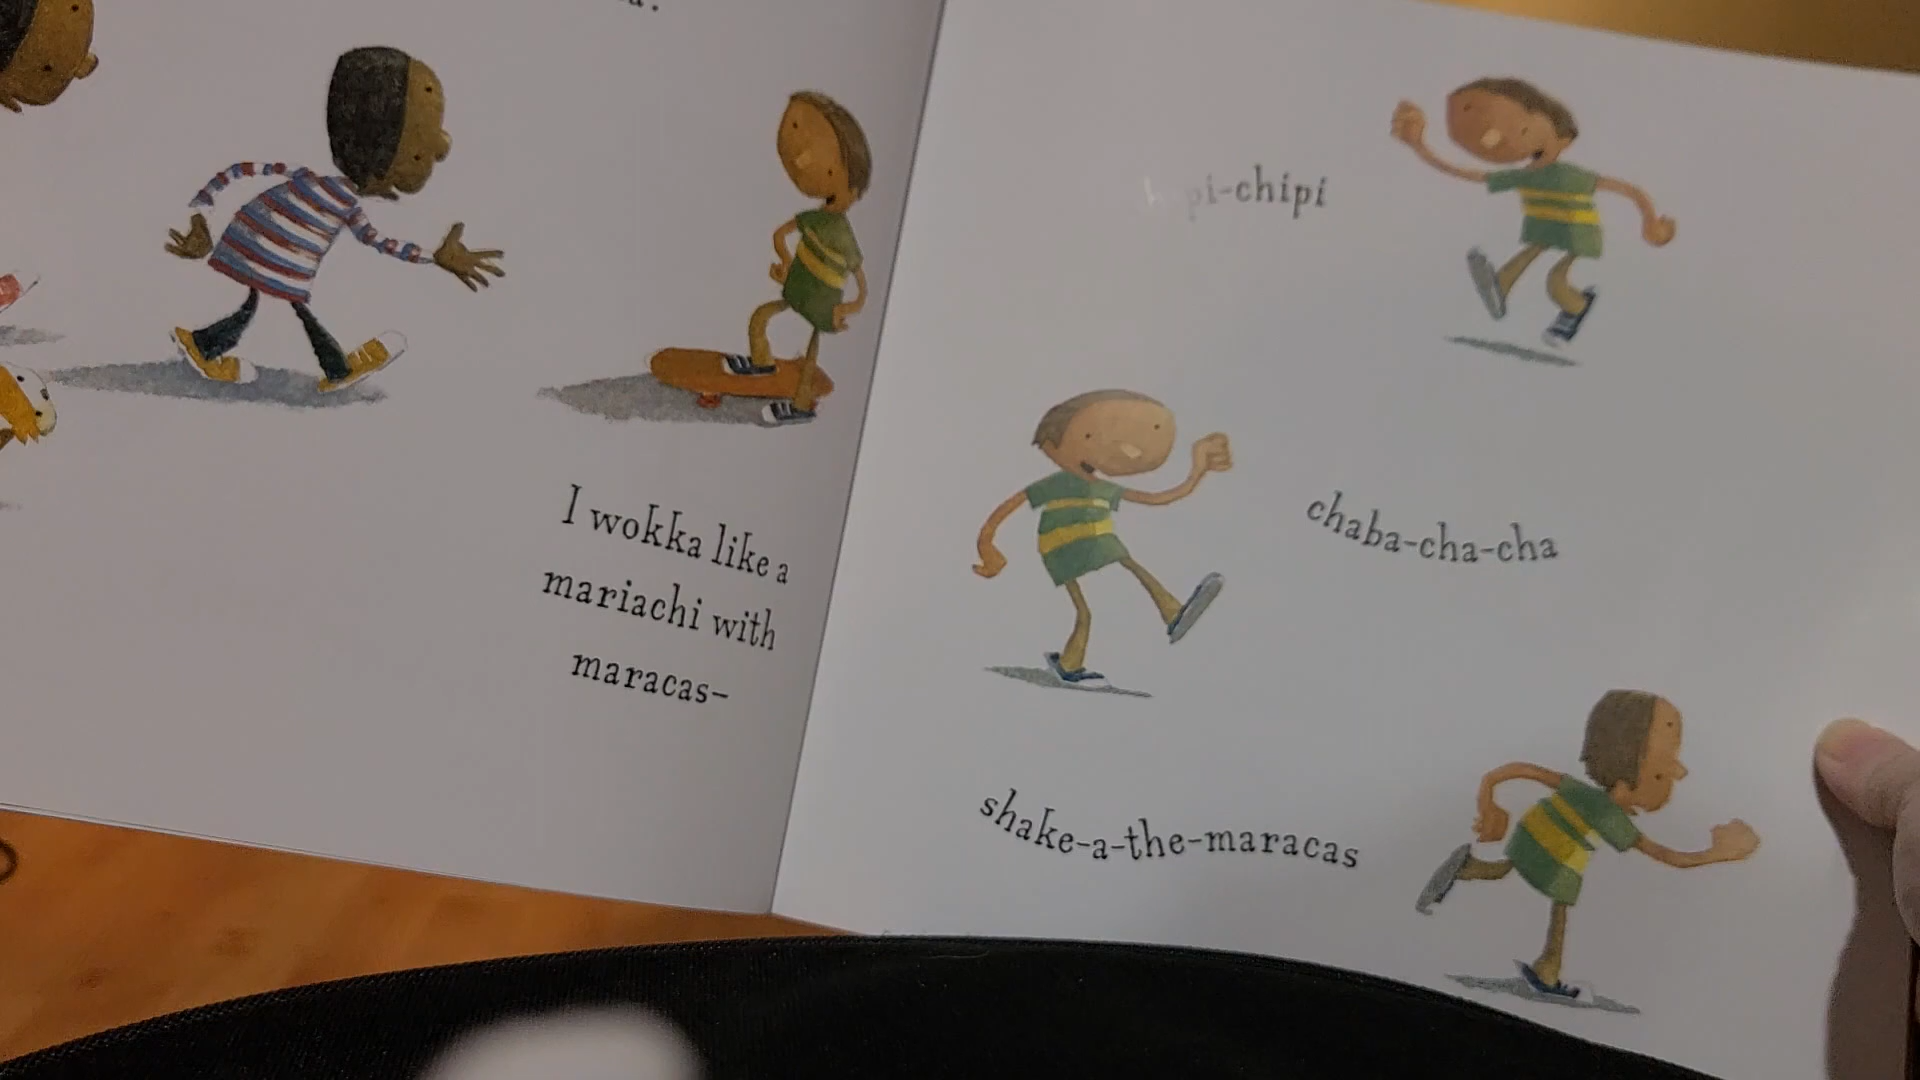 I wokka like a
mariachi with
maracas-
pi-chipi
chaba-cha-cha
shake-a-the-maracas